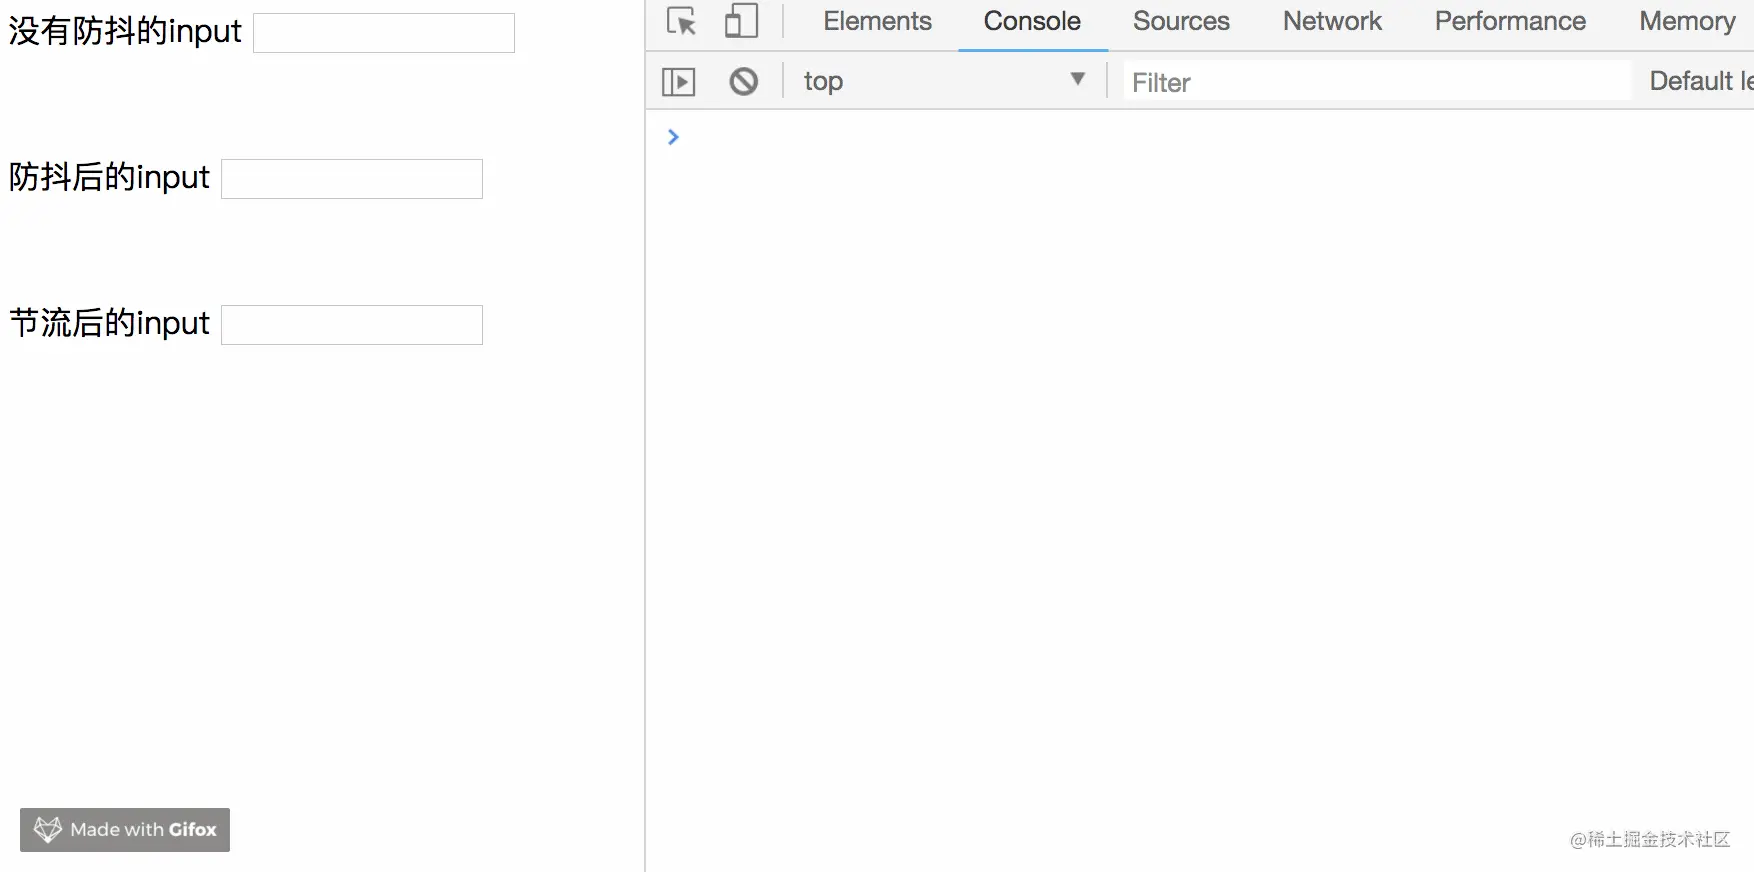 没有防抖的input
防抖后的input
节流后的input
Made with Gifox
Elements Console Sources Network Performance Memory
top ▼ Filter Default le
@稀土掘金技术社区